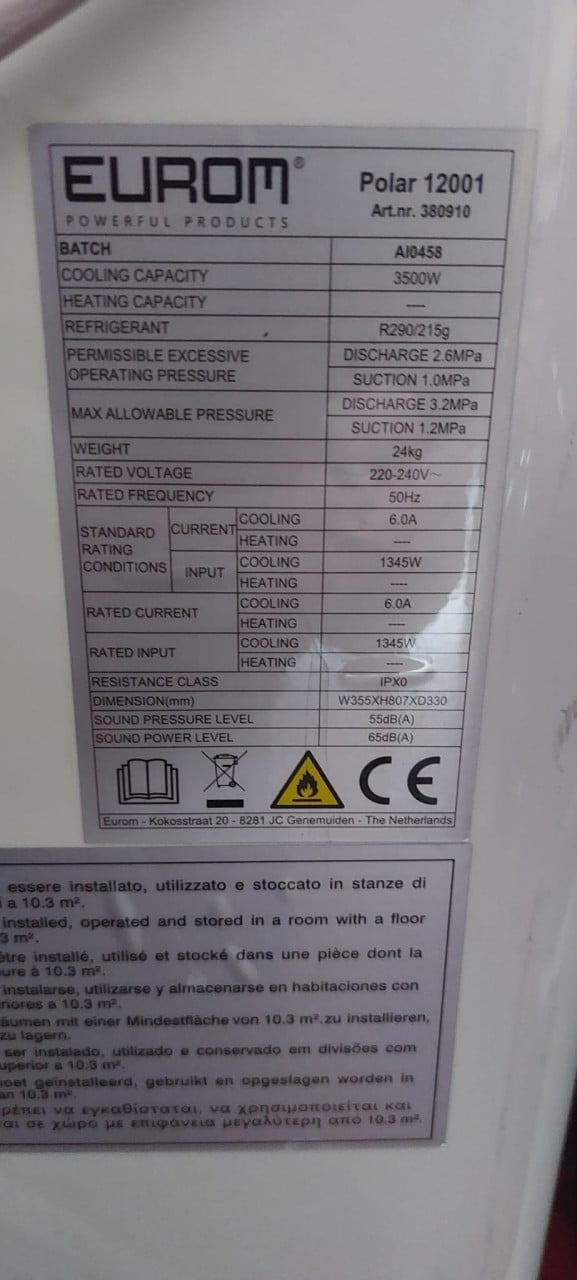 EUROM®
POWERFUL PRODUCTS
Polar 12001
Art.nr. 380910
BATCH AI0458
COOLING CAPACITY 3500W
HEATING CAPACITY ----
REFRIGERANT R290/215g
PERMISSIBLE EXCESSIVE OPERATING PRESSURE DISCHARGE 2.6MPa
SUCTION 1.0MPa
MAX ALLOWABLE PRESSURE DISCHARGE 3.2MPa
SUCTION 1.2MPa
WEIGHT 24kg
RATED VOLTAGE 220-240V~
RATED FREQUENCY 50Hz
STANDARD RATING CONDITIONS CURRENT COOLING 6.0A
HEATING ----
INPUT COOLING 1345W
HEATING ----
RATED CURRENT COOLING 6.0A
HEATING ----
RATED INPUT COOLING 1345W
HEATING ----
RESISTANCE CLASS IPX0
DIMENSION(mm) W355XH807XD330
SOUND PRESSURE LEVEL 55dB(A)
SOUND POWER LEVEL 65dB(A)
CE
Eurom - Kokosstraat 20 - 8281 JC Genemuiden - The Netherlands
essere installato, utilizzato e stoccato in stanze di
a 10.3 m².
installed, operated and stored in a room with a floor
3 m².
être installé, utilisé et stocké dans une pièce dont la
ure à 10.3 m².
instalarse, utilizarse y almacenarse en habitaciones con
riores a 10.3 m².
äumen mit einer Mindestfläche von 10.3 m². zu installieren,
zu lagern.
ser instalado, utilizado e conservado em divisões com
uperior a 10.3 m².
moet geïnstalleerd, gebruikt en opgeslagen worden in
an 10.3 m².
ρέπει να εγκαθίσταται, να χρησιμοποιείται και
αι σε χώρο με επιφάνεια μεγαλύτερη από 10.3 m².